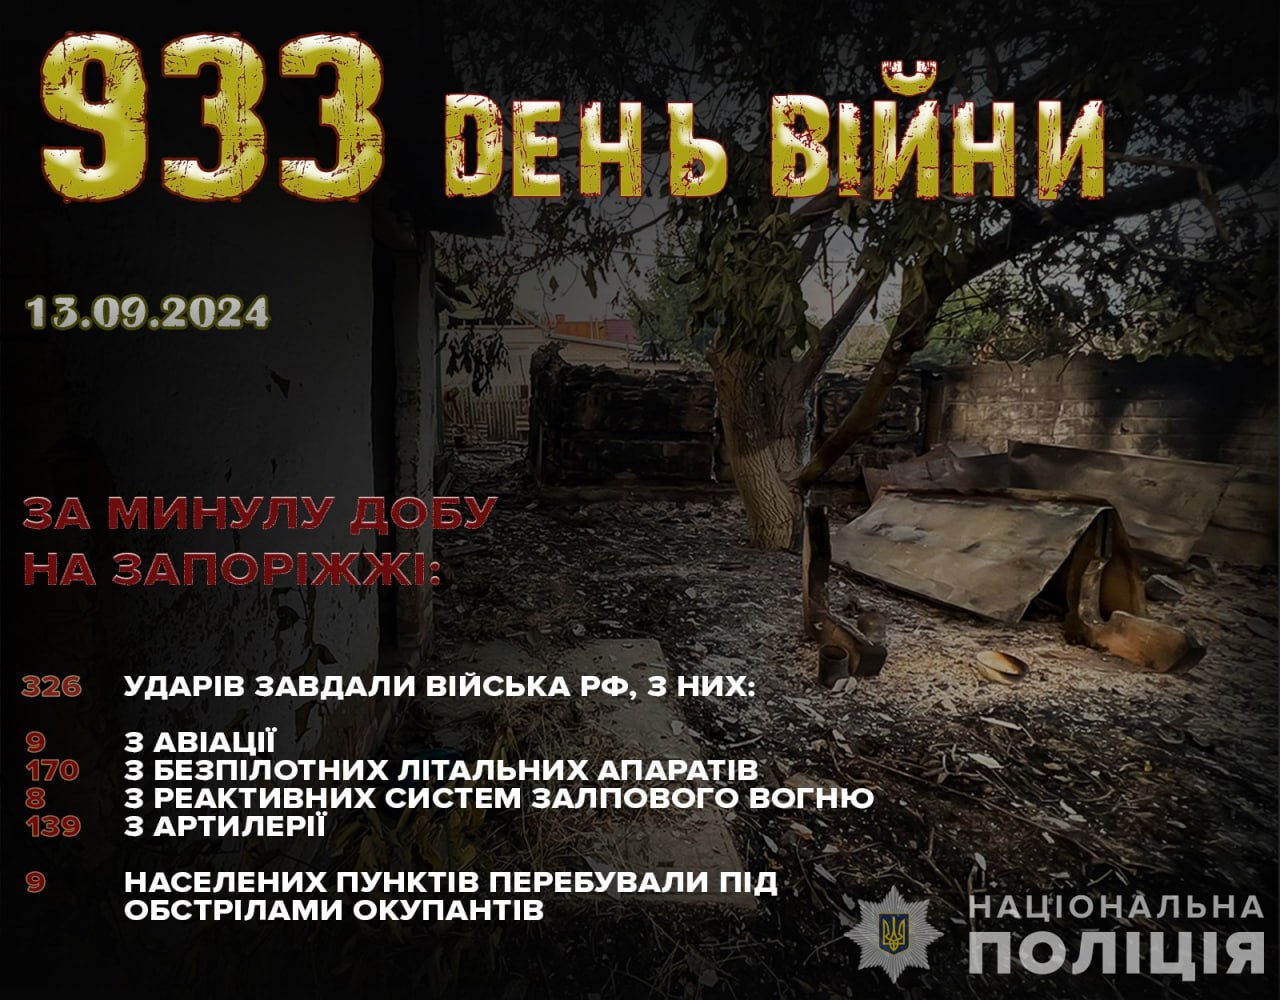 933 ДЕНЬ ВІЙНИ
13.09.2024
ЗА МИНУЛУ ДОБУ
НА ЗАПОРІЖЖІ:
326 УДАРІВ ЗАВДАЛИ ВІЙСЬКА РФ, З НИХ:
9 З АВІАЦІЇ
170 З БЕЗПІЛОТНИХ ЛІТАЛЬНИХ АПАРАТІВ
8 З РЕАКТИВНИХ СИСТЕМ ЗАЛПОВОГО ВОГНЮ
139 З АРТИЛЕРІЇ
9 НАСЕЛЕНИХ ПУНКТІВ ПЕРЕБУВАЛИ ПІД
ОБСТРІЛАМИ ОКУПАНТІВ
НАЦІОНАЛЬНА
ПОЛІЦІЯ